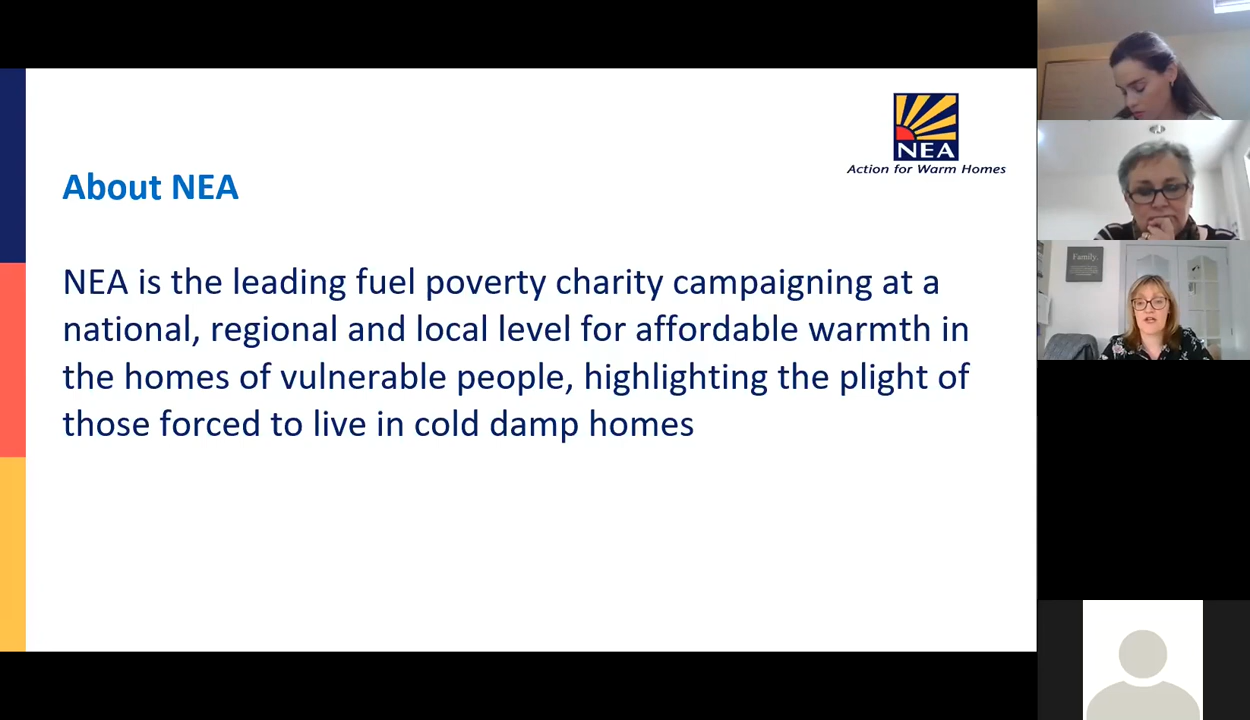 NEA
Action for Warm Homes
About NEA
NEA is the leading fuel poverty charity campaigning at a
national, regional and local level for affordable warmth in
the homes of vulnerable people, highlighting the plight of
those forced to live in cold damp homes
Family.